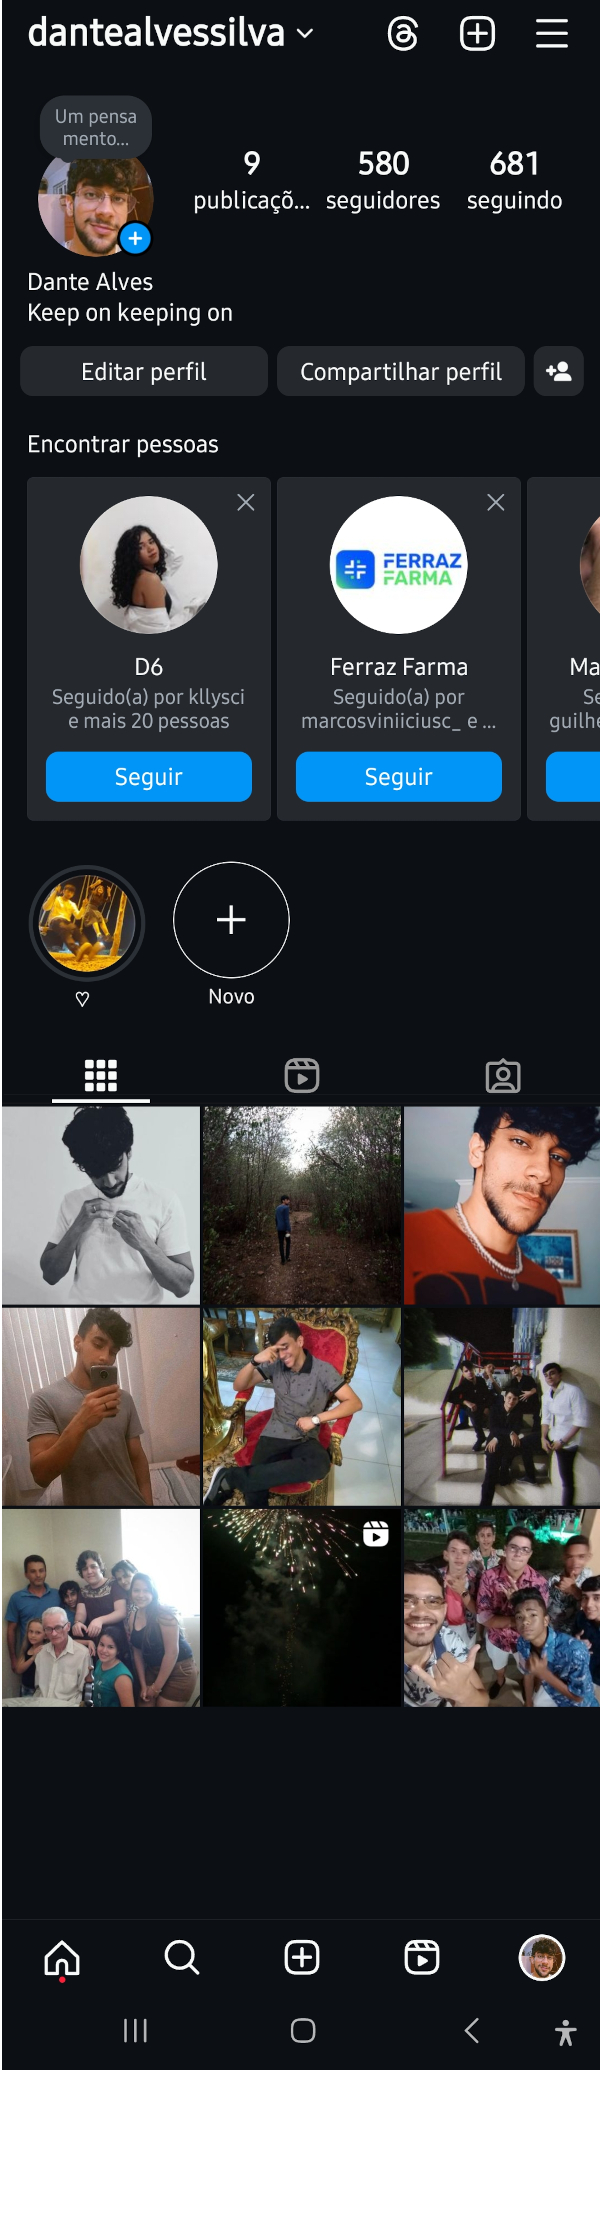 dantealvessilva
Um pensa
mento...
9
580
681
publicaçõ...
seguidores
seguindo
Dante Alves
Keep on keeping on
Editar perfil
Compartilhar perfil
Encontrar pessoas
FERRAZ
FARMA
D6
Ferraz Farma
Ma
Seguido(a) por kllysci
e mais 20 pessoas
Seguido(a) por
marcosviniiciusc_ e ...
Se
guilhe
Seguir
Seguir
♡
Novo